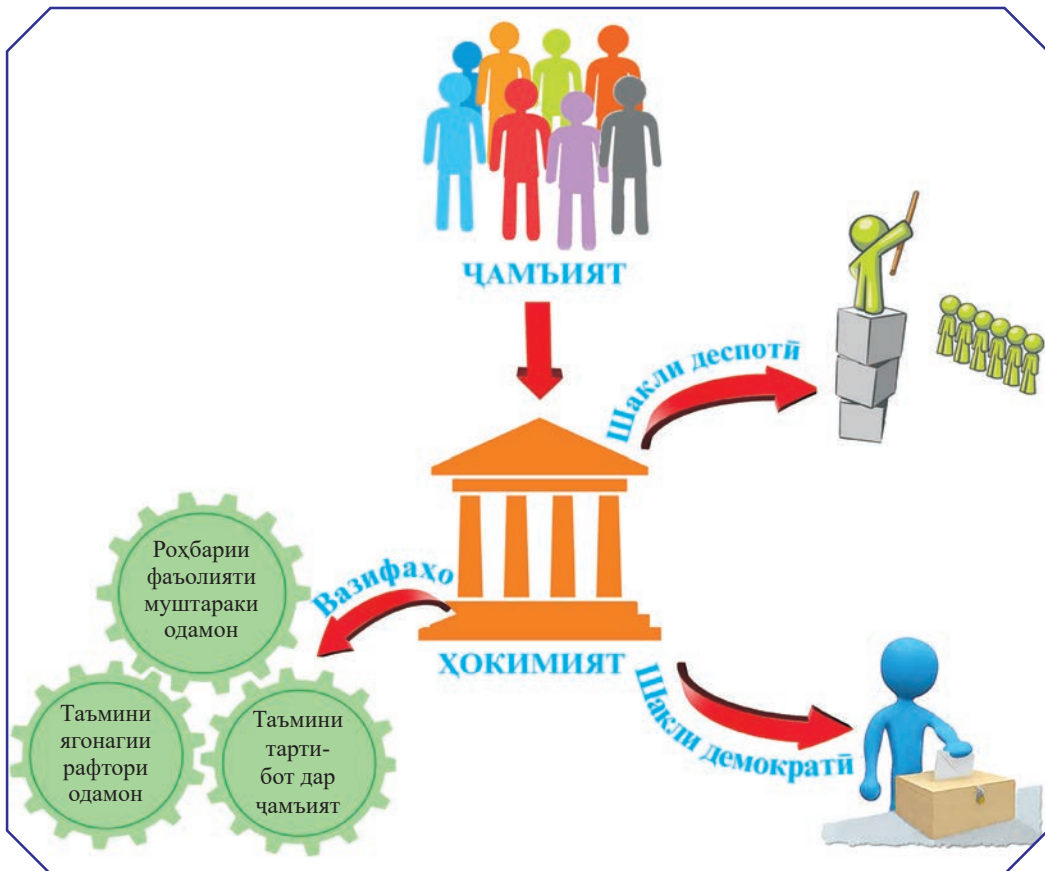 ҶАМЪИЯТ
Шакли деспотӣ
Вазифаҳо
Роҳбарии
фаъолияти
муштараки
одамон
ҲОКИМИЯТ
Шакли демократӣ
Таъмини
ягонагии
рафтори
одамон
Таъмини
тарти-
бот дар
ҷамъият